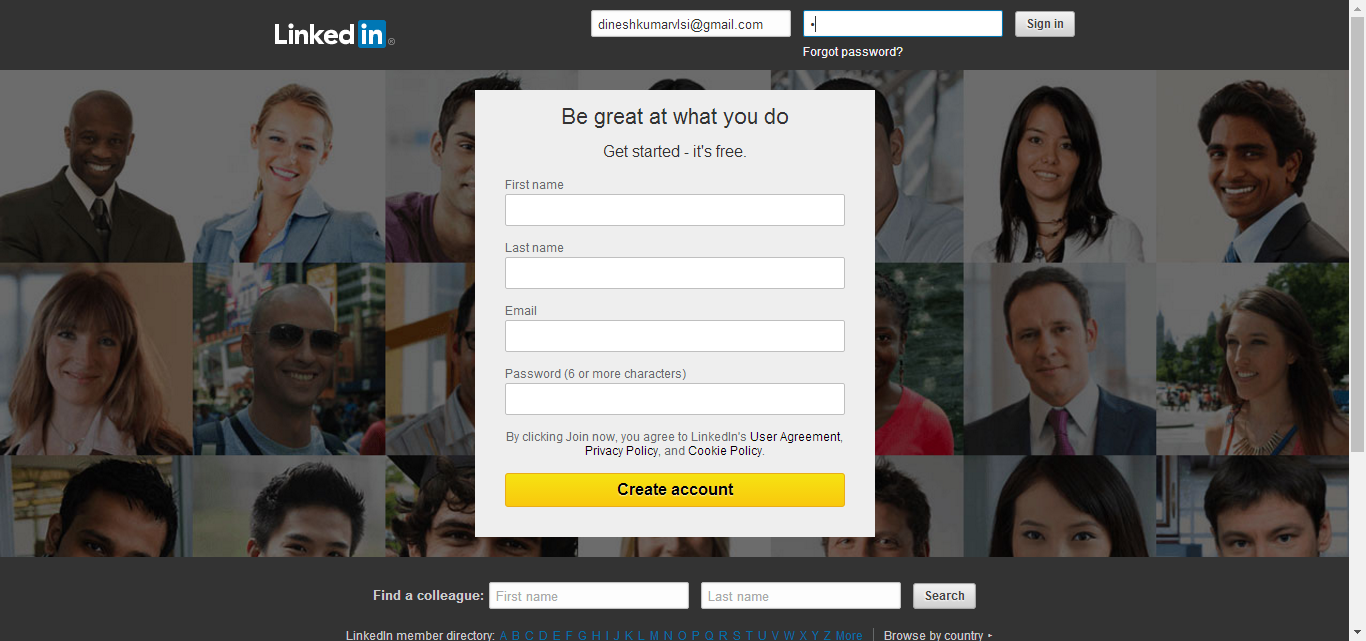 Linked in ®
dineshkumarvlsi@gmail.com
•
Sign in
Forgot password?
Be great at what you do
Get started - it's free.
First name
Last name
Email
Password (6 or more characters)
By clicking Join now, you agree to LinkedIn's User Agreement,
Privacy Policy, and Cookie Policy.
Create account
Find a colleague: First name Last name Search
LinkedIn member directory: A B C D E F G H I J K L M N O P Q R S T U V W X Y Z More | Browse by country ▸